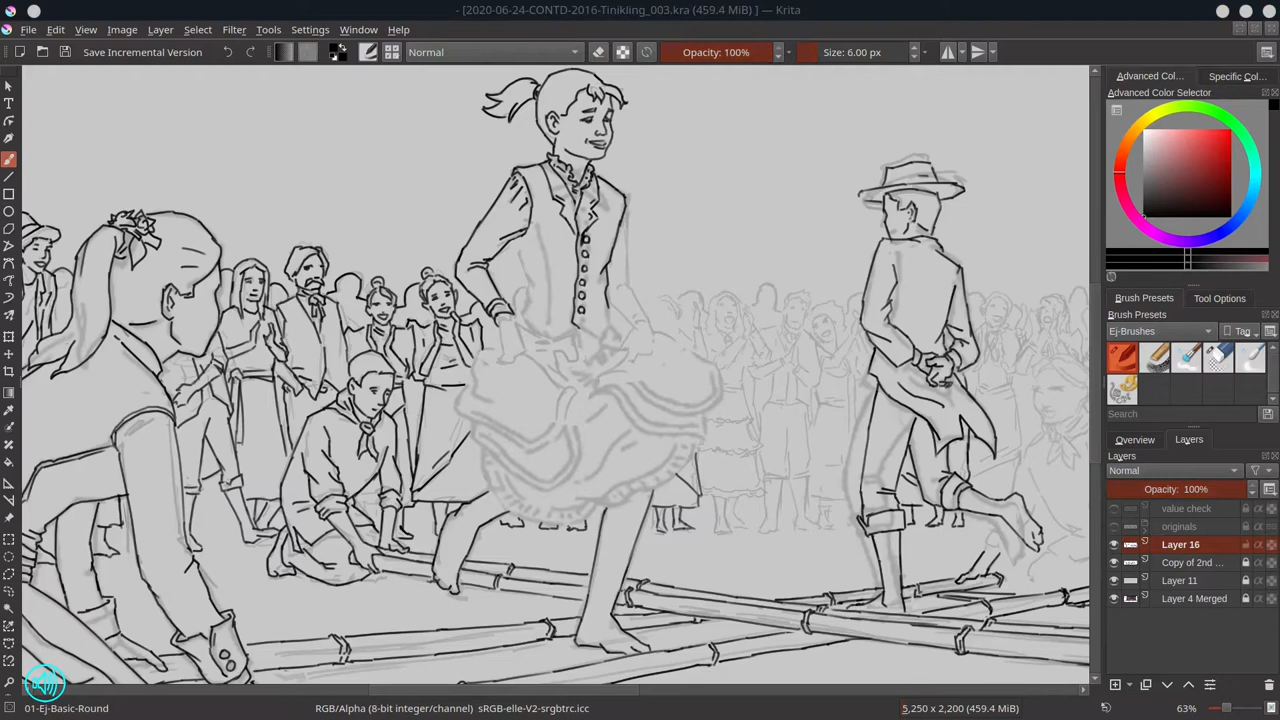 - [2020-06-24-CONTD-2016-Tinikling_003.kra (459.4 MiB) ] — Krita
File Edit View Image Layer Select Filter Tools Settings Window Help
Save Incremental Version Normal Opacity: 100% Size: 6.00 px
Advanced Col... Specific Co...
Advanced Color Selector
Brush Presets Tool Options
Brush Presets
Ej-Brushes Tag
Search
Overview Layers
Layers
Normal
Opacity: 100%
value check
originals
Layer 16
Copy of 2nd ...
Layer 11
Layer 4 Merged
01-Ej-Basic-Round RGB/Alpha (8-bit integer/channel) sRGB-elle-V2-srgbtrc.icc 5,250 x 2,200 (459.4 MiB) 63%